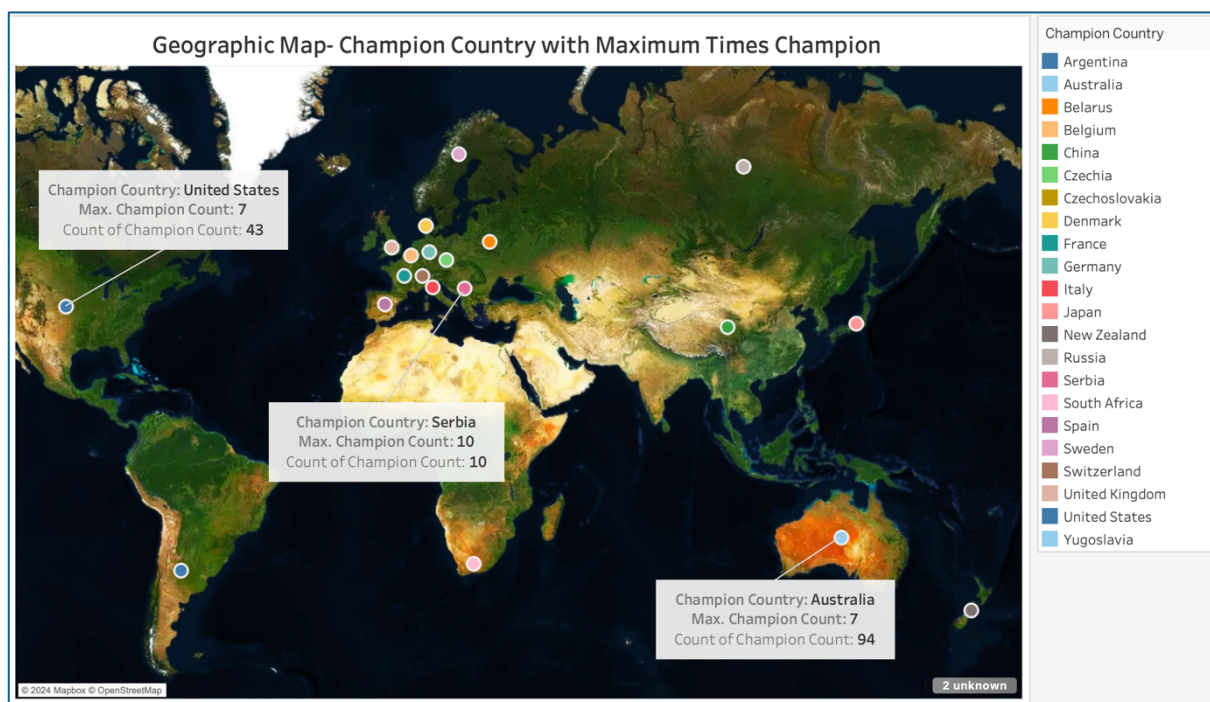 Geographic Map- Champion Country with Maximum Times Champion
Champion Country: United States
Max. Champion Count: 7
Count of Champion Count: 43
Champion Country: Serbia
Max. Champion Count: 10
Count of Champion Count: 10
Champion Country: Australia
Max. Champion Count: 7
Count of Champion Count: 94
© 2024 Mapbox © OpenStreetMap
2 unknown
Champion Country
Argentina
Australia
Belarus
Belgium
China
Czechia
Czechoslovakia
Denmark
France
Germany
Italy
Japan
New Zealand
Russia
Serbia
South Africa
Spain
Sweden
Switzerland
United Kingdom
United States
Yugoslavia